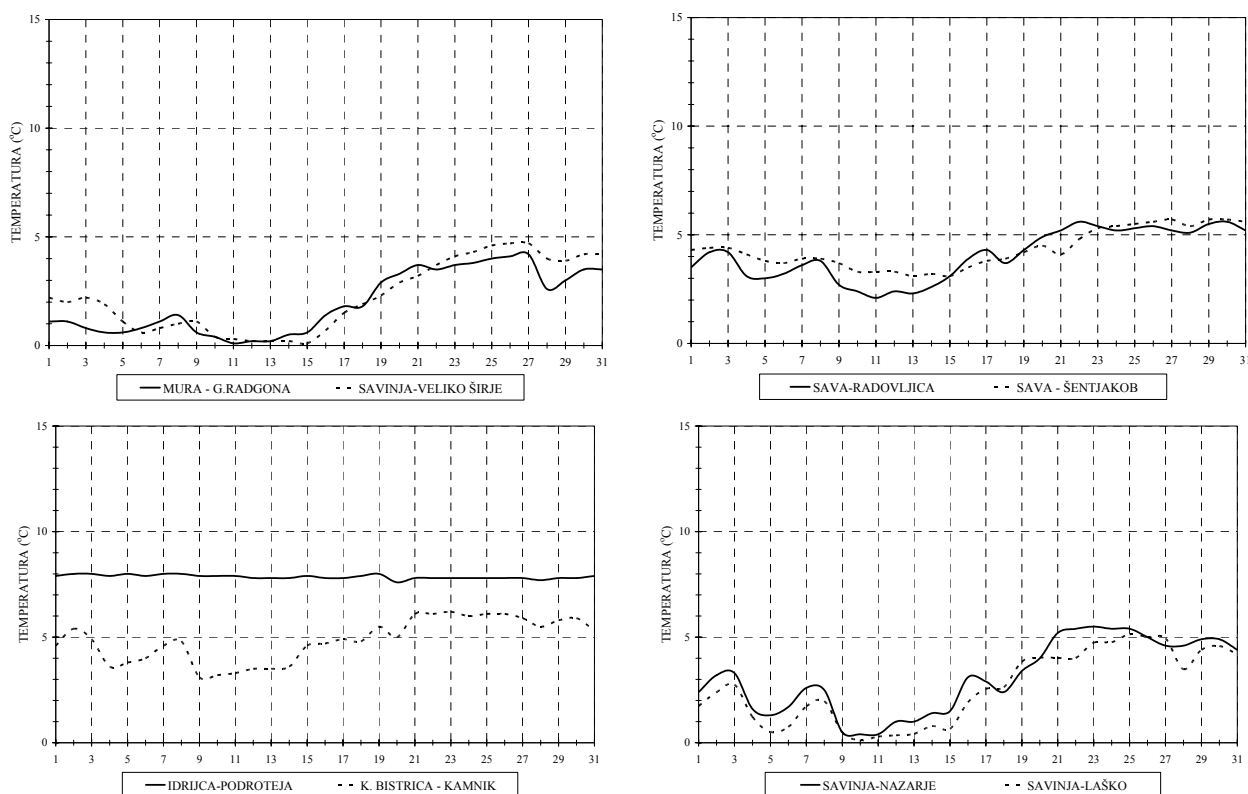 TEMPERATURA (°C)
15
10
5
0
1 3 5 7 9 11 13 15 17 19 21 23 25 27 29 31
MURA - G.RADGONA SAVINJA-VELIKO ŠIRJE
TEMPERATURA (°C)
15
10
5
0
1 3 5 7 9 11 13 15 17 19 21 23 25 27 29 31
SAVA-RADOVLJICA SAVA - ŠENTJAKOB
TEMPERATURA (°C)
15
10
5
0
1 3 5 7 9 11 13 15 17 19 21 23 25 27 29 31
IDRIJCA-PODROTEJA K. BISTRICA - KAMNIK
TEMPERATURA (°C)
15
10
5
0
1 3 5 7 9 11 13 15 17 19 21 23 25 27 29 31
SAVINJA-NAZARJE SAVINJA-LAŠKO